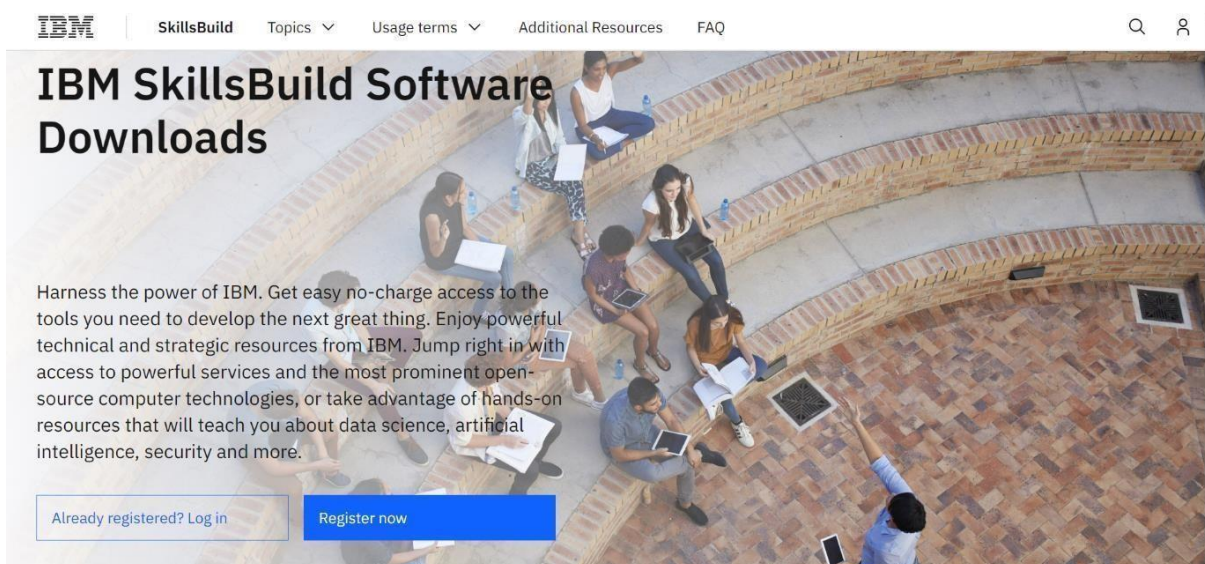 IBM SkillsBuild Topics Usage terms Additional Resources FAQ
IBM SkillsBuild Software
Downloads
Harness the power of IBM. Get easy no-charge access to the
tools you need to develop the next great thing. Enjoy powerful
technical and strategic resources from IBM. Jump right in with
access to powerful services and the most prominent open-
source computer technologies, or take advantage of hands-on
resources that will teach you about data science, artificial
intelligence, security and more.
Already registered? Log in Register now